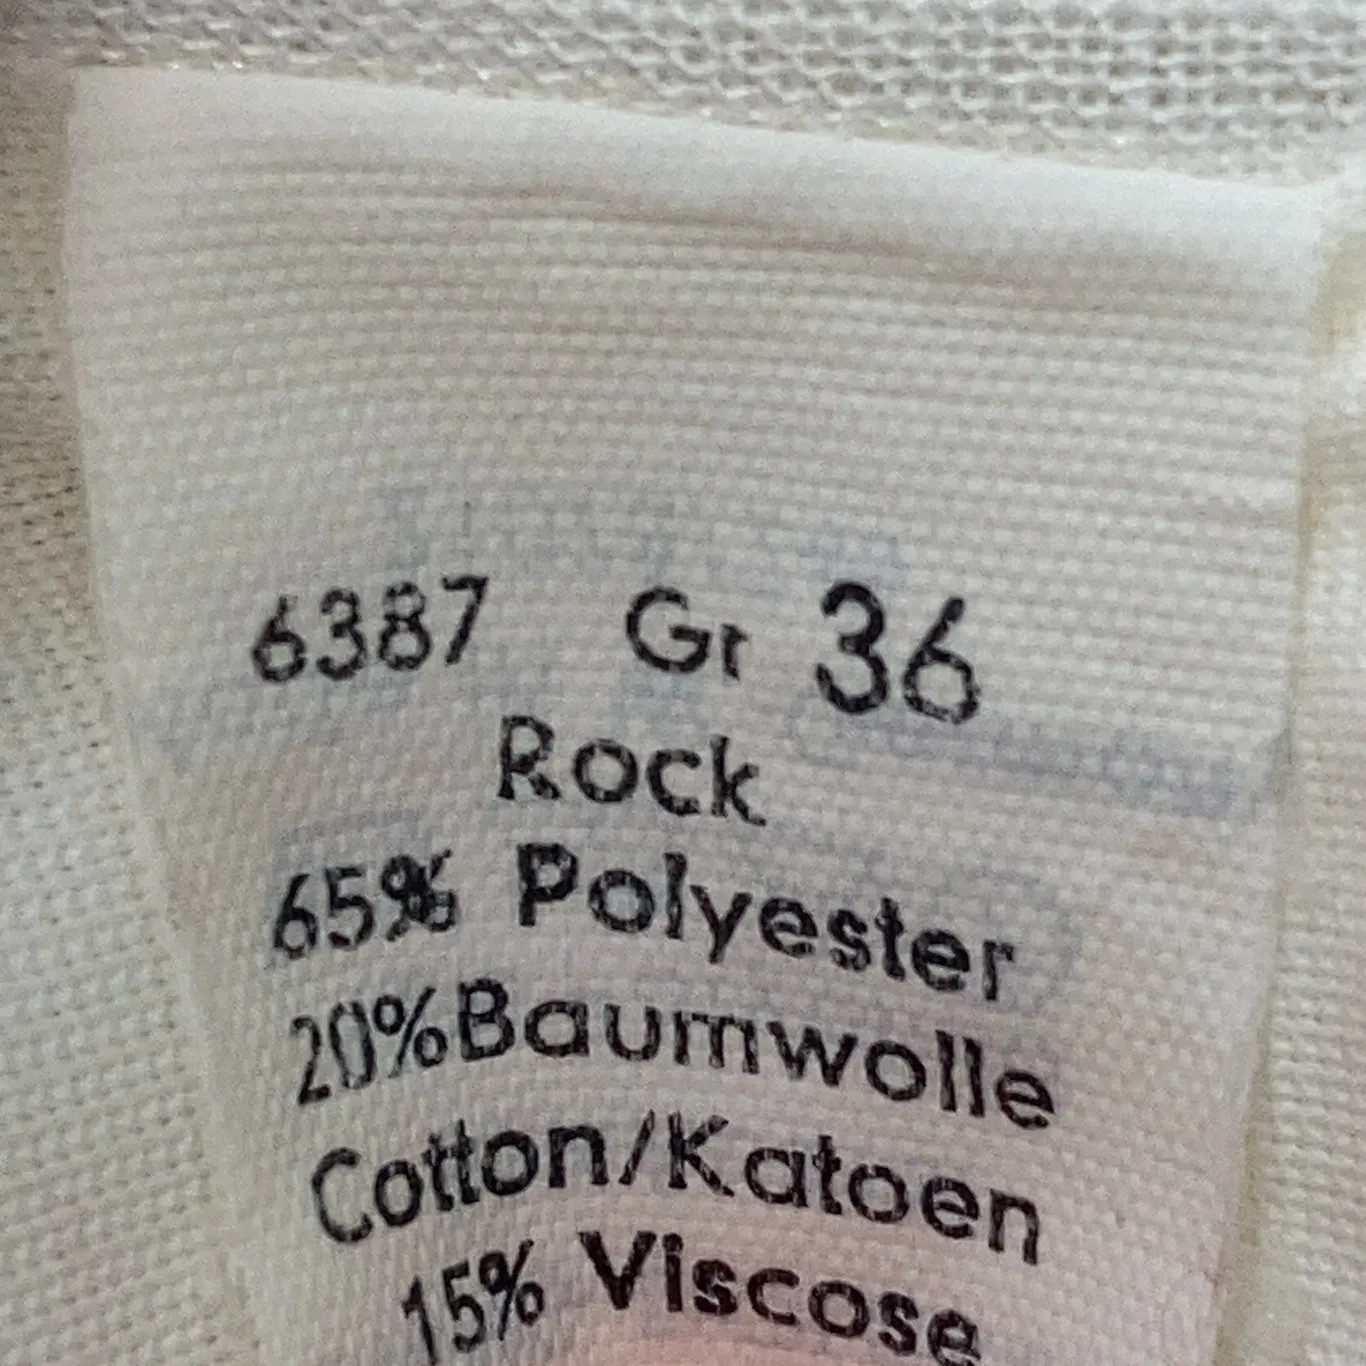 6387 Gr 36
Rock
65% Polyester
20%Baumwolle
Cotton/Katoen
15% Viscose